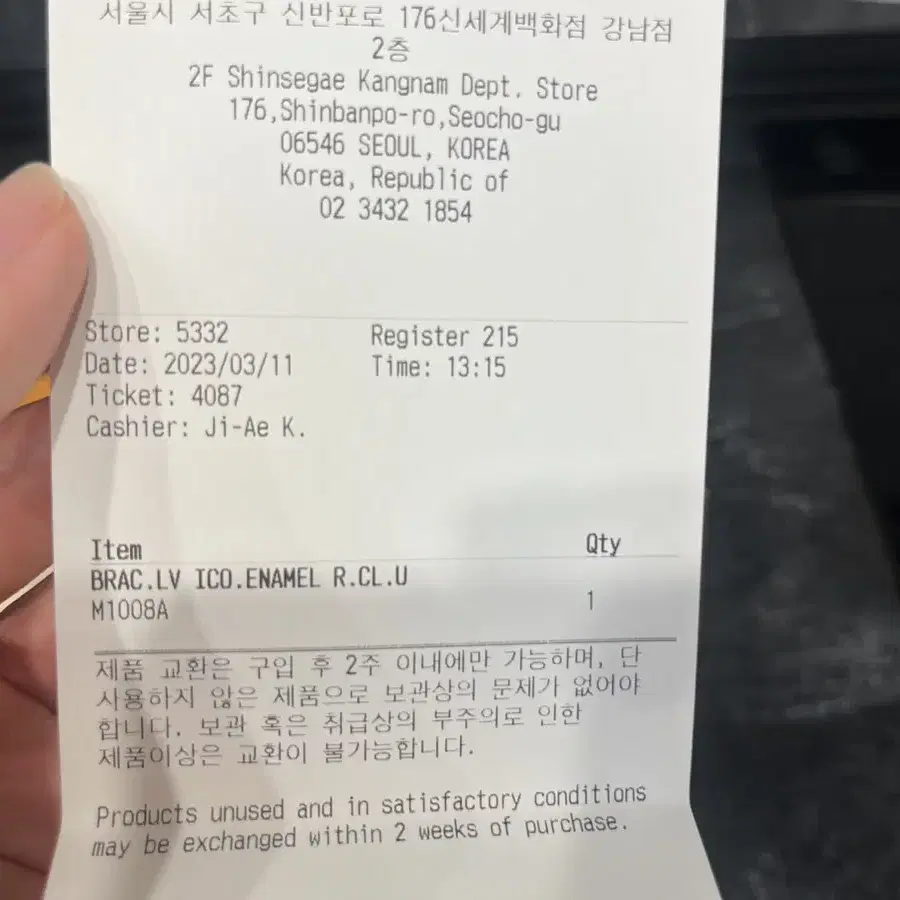 서울시 서초구 신반포로 176신세계백화점 강남점
2층
2F Shinsegae Kangnam Dept. Store
176,Shinbanpo-ro,Seocho-gu
06546 SEOUL, KOREA
Korea, Republic of
02 3432 1854
Store: 5332 Register 215
Date: 2023/03/11 Time: 13:15
Ticket: 4087
Cashier: Ji-Ae K.
Item Qty
BRAC.LV ICO.ENAMEL R.CL.U
M1008A 1
제품 교환은 구입 후 2주 이내에만 가능하며, 단
사용하지 않은 제품으로 보관상의 문제가 없어야
합니다. 보관 혹은 취급상의 부주의로 인한
제품이상은 교환이 불가능합니다.
Products unused and in satisfactory conditions
may be exchanged within 2 weeks of purchase.